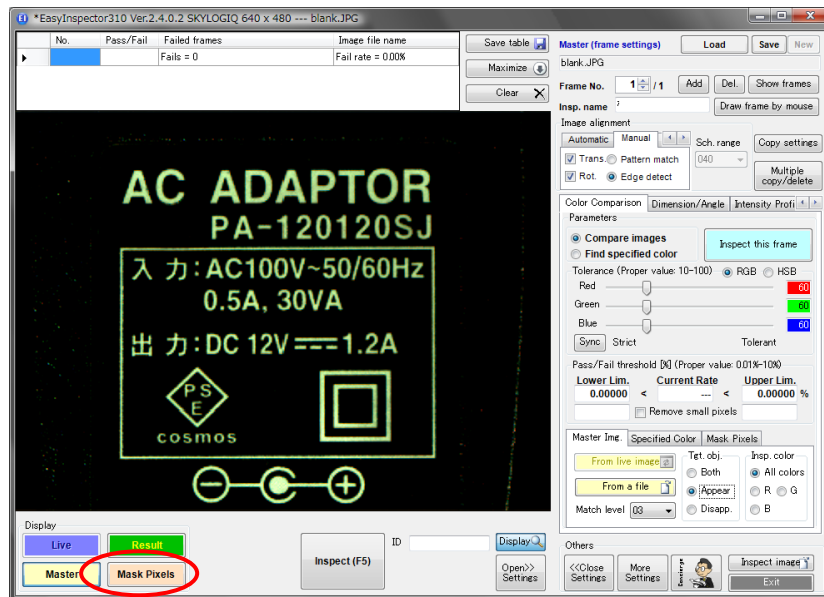 *EasyInspector310 Ver.2.4.0.2 SKYLOGIQ 640 x 480 --- blank.JPG
No. Pass/Fail Failed frames Image file name
Fails = 0 Fail rate = 0.00%
Save table
Maximize
Clear
AC ADAPTOR
PA-120120SJ
入力:AC100V~50/60Hz
0.5A, 30VA
出力:DC 12V⎓1.2A
PS
E
cosmos
Display
Live Result
Master Mask Pixels
Inspect (F5)
ID
Display
Open>>
Settings
Master (frame settings) Load Save New
blank.JPG
Frame No. 1 / 1 Add Del. Show frames
Insp. name Draw frame by mouse
Image alignment
Automatic Manual Sch. range Copy settings
Trans. Pattern match 040
Rot. Edge detect Multiple
copy/delete
Color Comparison Dimension/Angle Intensity Profi
Parameters
Compare images
Find specified color
Inspect this frame
Tolerance (Proper value: 10-100) RGB HSB
Red 60
Green 60
Blue 60
Sync Strict Tolerant
Pass/Fail threshold [%] (Proper value: 0.01%-10%)
Lower Lim. Current Rate Upper Lim.
0.00000 < --- < 0.00000 %
Remove small pixels
Master Img. Specified Color Mask Pixels
From live image
From a file
Match level 03
Tgt. obj.
Both
Appear
Disapp.
Insp. color
All colors
R G
B
Others
<<Close
Settings
More
Settings
Concierge
Inspect image
Exit